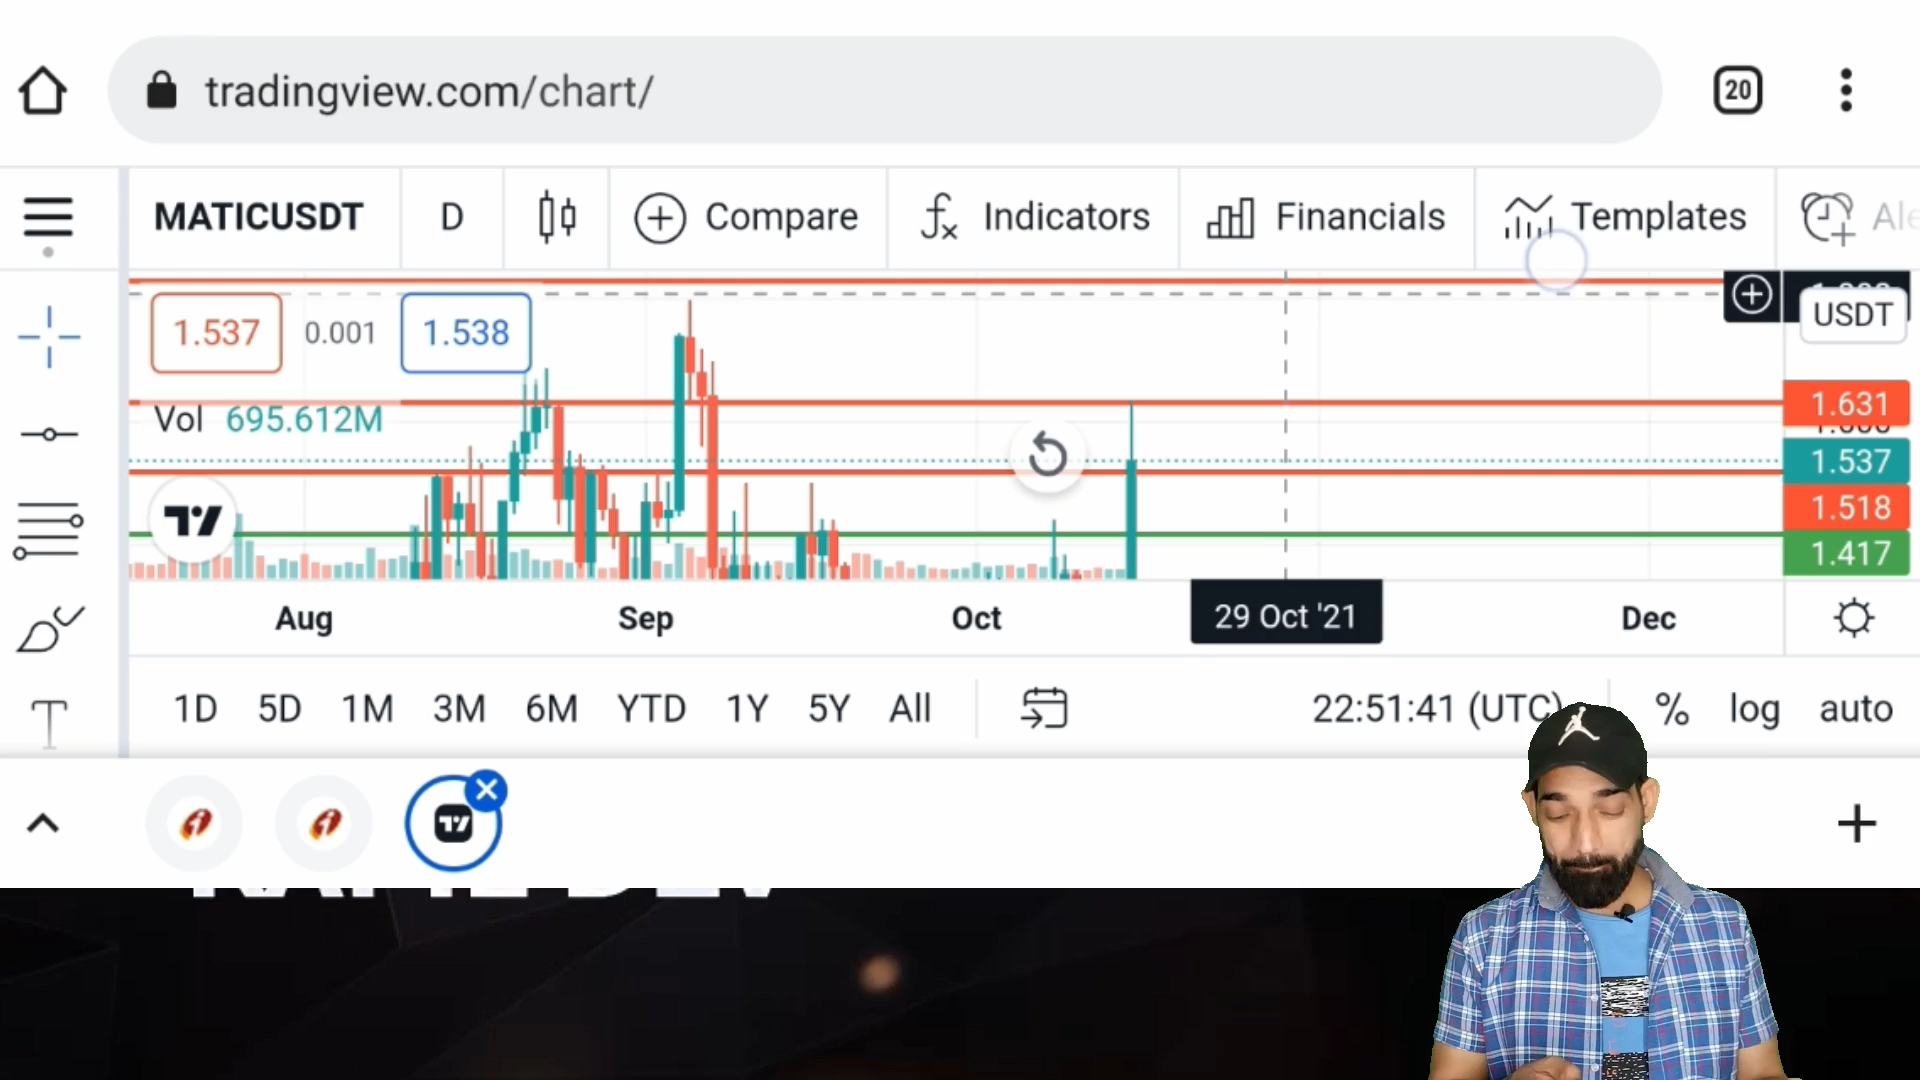 tradingview.com/chart/
20
MATICUSDT D Compare Indicators Financials Templates Ale
USDT
1.537 0.001 1.538
Vol 695.612M
1.631
1.537
1.518
1.417
Aug Sep Oct 29 Oct '21 Dec
1D 5D 1M 3M 6M YTD 1Y 5Y All 22:51:41 (UTC) % log auto